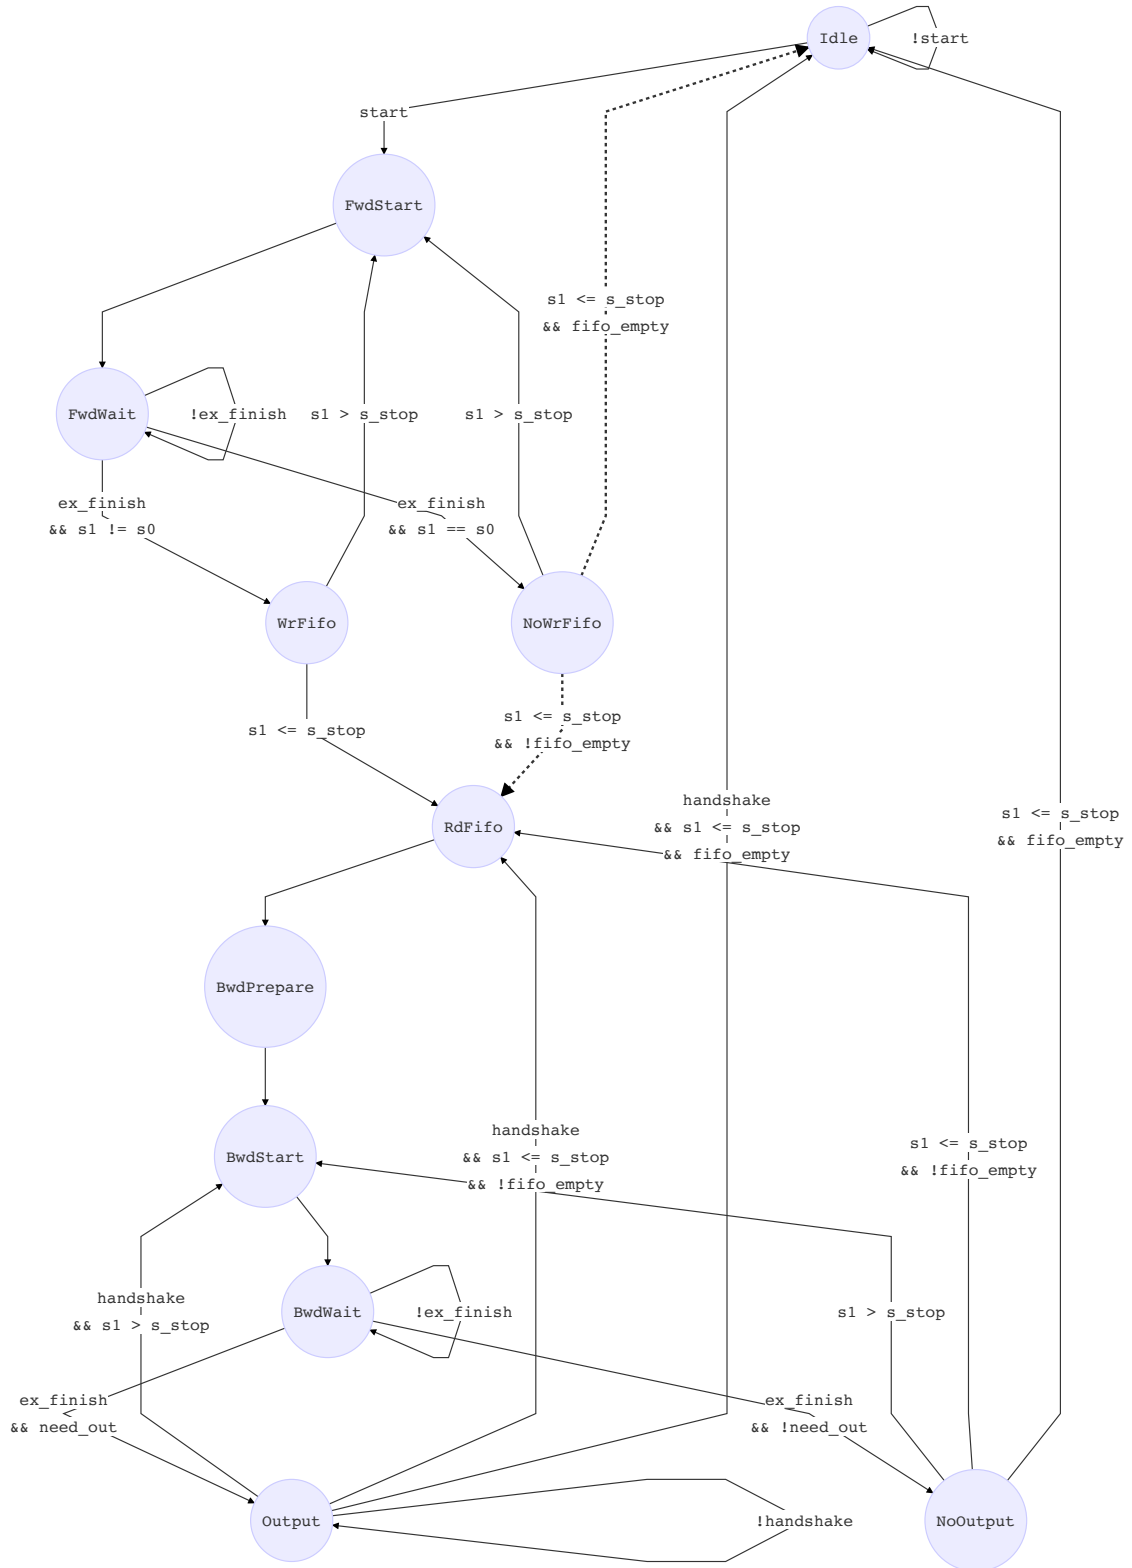 Idle
!start
start
FwdStart
s1 <= s_stop
&& fifo_empty
FwdWait
!ex_finish
s1 > s_stop
s1 > s_stop
ex_finish
&& s1 != s0
ex_finish
&& s1 == s0
WrFifo
NoWrFifo
s1 <= s_stop
s1 <= s_stop
&& !fifo_empty
RdFifo
handshake
&& s1 <= s_stop
&& fifo_empty
s1 <= s_stop
&& fifo_empty
BwdPrepare
BwdStart
handshake
&& s1 <= s_stop
&& !fifo_empty
s1 <= s_stop
&& !fifo_empty
handshake
&& s1 > s_stop
BwdWait
!ex_finish
s1 > s_stop
ex_finish
&& need_out
ex_finish
&& !need_out
Output
!handshake
NoOutput